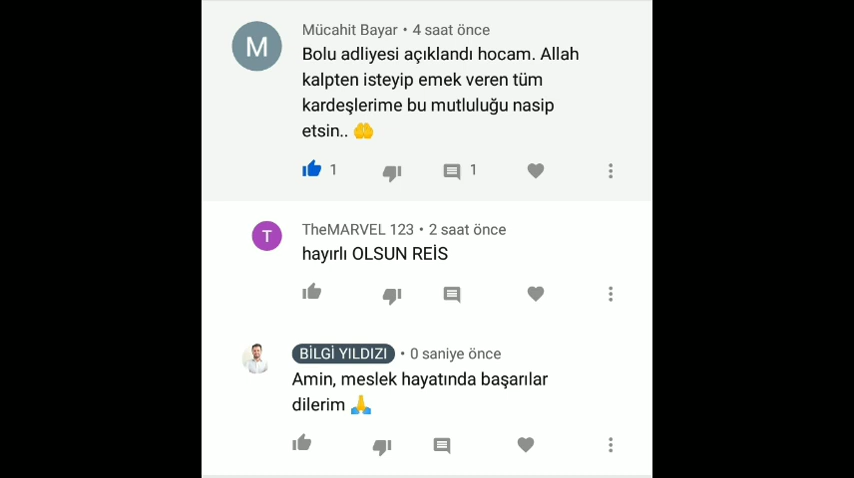 M
Mücahit Bayar • 4 saat önce
Bolu adliyesi açıklandı hocam. Allah
kalpten isteyip emek veren tüm
kardeşlerime bu mutluluğu nasip
etsin.. 🤲
1
1
T
TheMARVEL 123 • 2 saat önce
hayırlı OLSUN REİS
BİLGİ YILDIZI • 0 saniye önce
Amin, meslek hayatında başarılar
dilerim 🙏